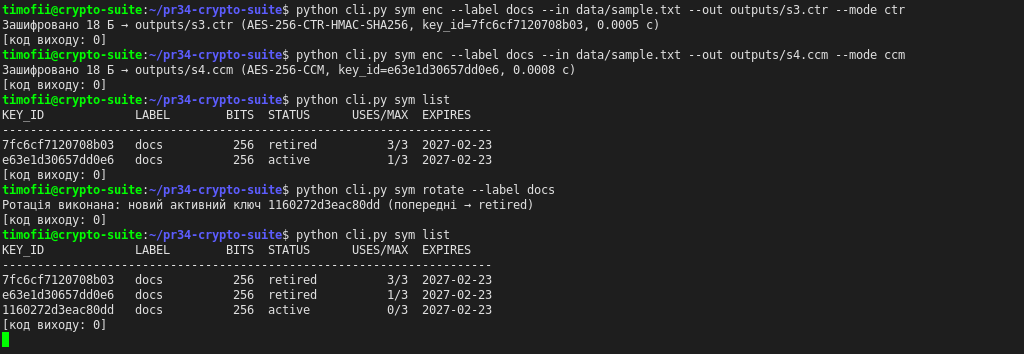 timofii@crypto-suite:~/pr34-crypto-suite$ python cli.py sym enc --label docs --in data/sample.txt --out outputs/s3.ctr --mode ctr
Зашифровано 18 Б → outputs/s3.ctr (AES-256-CTR-HMAC-SHA256, key_id=7fc6cf7120708b03, 0.0005 с)
[код виходу: 0]
timofii@crypto-suite:~/pr34-crypto-suite$ python cli.py sym enc --label docs --in data/sample.txt --out outputs/s4.ccm --mode ccm
Зашифровано 18 Б → outputs/s4.ccm (AES-256-CCM, key_id=e63e1d30657dd0e6, 0.0008 с)
[код виходу: 0]
timofii@crypto-suite:~/pr34-crypto-suite$ python cli.py sym list
KEY_ID             LABEL        BITS  STATUS      USES/MAX  EXPIRES
----------------------------------------------------------------------
7fc6cf7120708b03   docs          256  retired          3/3  2027-02-23
e63e1d30657dd0e6   docs          256  active           1/3  2027-02-23
[код виходу: 0]
timofii@crypto-suite:~/pr34-crypto-suite$ python cli.py sym rotate --label docs
Ротація виконана: новий активний ключ 1160272d3eac80dd (попередні → retired)
[код виходу: 0]
timofii@crypto-suite:~/pr34-crypto-suite$ python cli.py sym list
KEY_ID             LABEL        BITS  STATUS      USES/MAX  EXPIRES
----------------------------------------------------------------------
7fc6cf7120708b03   docs          256  retired          3/3  2027-02-23
e63e1d30657dd0e6   docs          256  retired          1/3  2027-02-23
1160272d3eac80dd   docs          256  active           0/3  2027-02-23
[код виходу: 0]